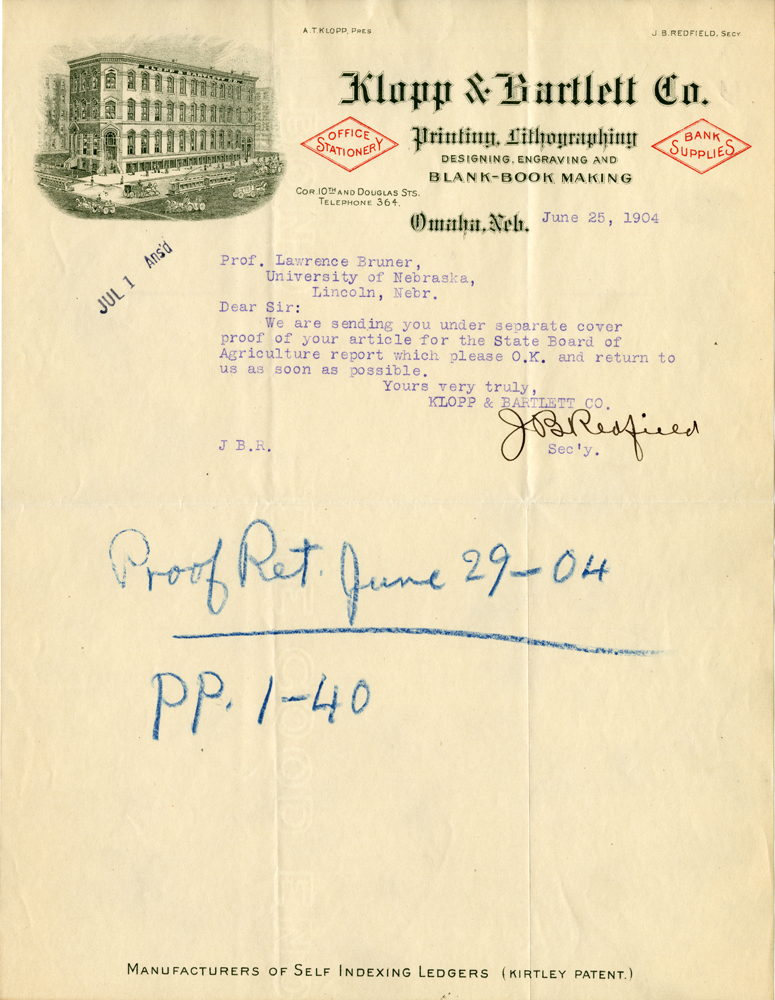 A.T. KLOPP, PRES
J.B. REDFIELD, SECY
Klopp & Bartlett Co.
OFFICE STATIONERY
Printing, Lithographing
DESIGNING, ENGRAVING AND
BLANK-BOOK MAKING
BANK SUPPLIES
COR. 10TH AND DOUGLAS STS.
TELEPHONE 364.
Omaha, Neb. June 25, 1904
JUL 1 Ans'd
Prof. Lawrence Bruner,
University of Nebraska,
Lincoln, Nebr.
Dear Sir:
We are sending you under separate cover
proof of your article for the State Board of
Agriculture report which please O.K. and return to
us as soon as possible.
Yours very truly,
KLOPP & BARTLETT CO.
J B Redfield
J B.R. Sec'y.
Proof Ret. June 29-04
PP. 1-40
MANUFACTURERS OF SELF INDEXING LEDGERS (KIRTLEY PATENT.)